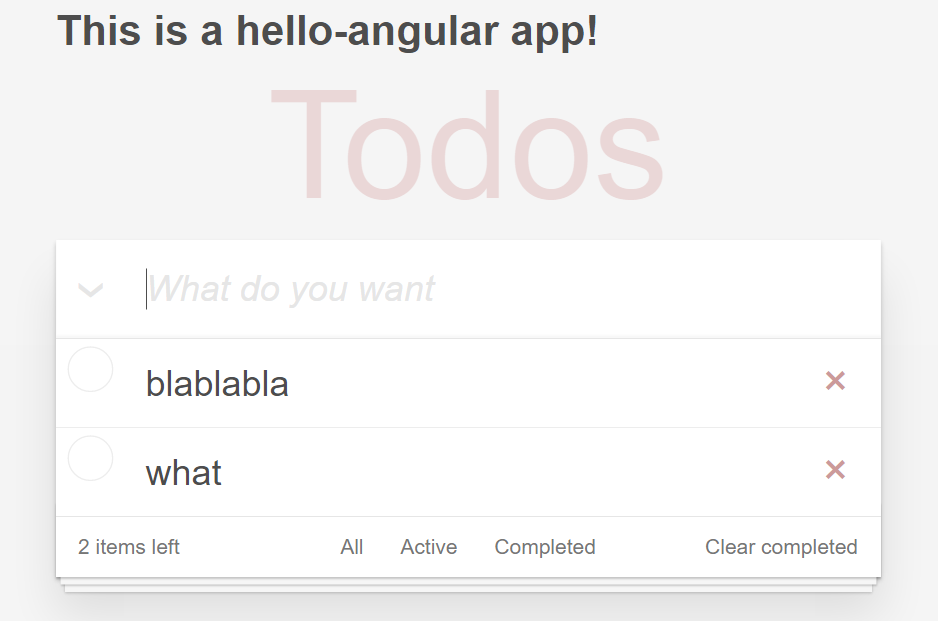 This is a hello-angular app!
Todos
What do you want
blablabla
what
2 items left All Active Completed Clear completed